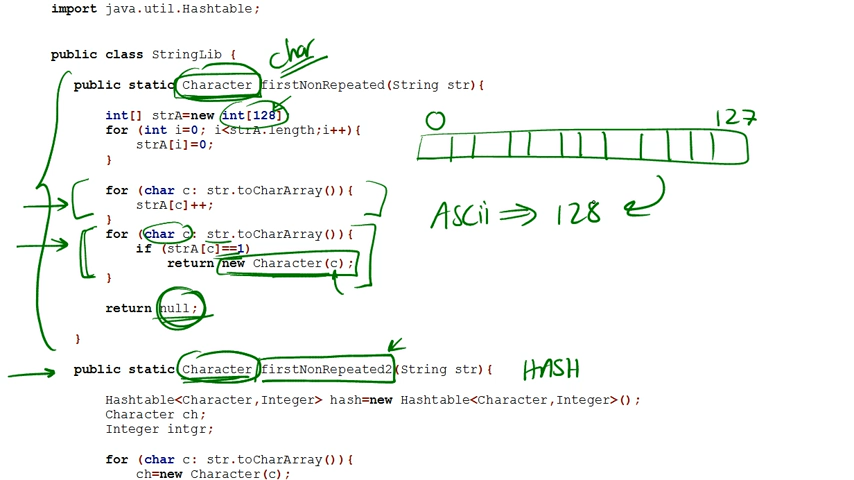 import java.util.Hashtable;
public class StringLib {
char
public static Character firstNonRepeated(String str){
int[] strA=new int[128]
for (int i=0; i<strA.length;i++){
strA[i]=0;
}
0 127
for (char c: str.toCharArray()){
strA[c]++;
}
ASCii ⇒ 128
for (char c: str.toCharArray()){
if (strA[c]==1)
return new Character(c);
}
return null;
}
public static Character firstNonRepeated2(String str){
HASH
Hashtable<Character,Integer> hash=new Hashtable<Character,Integer>();
Character ch;
Integer intgr;
for (char c: str.toCharArray()){
ch=new Character(c);